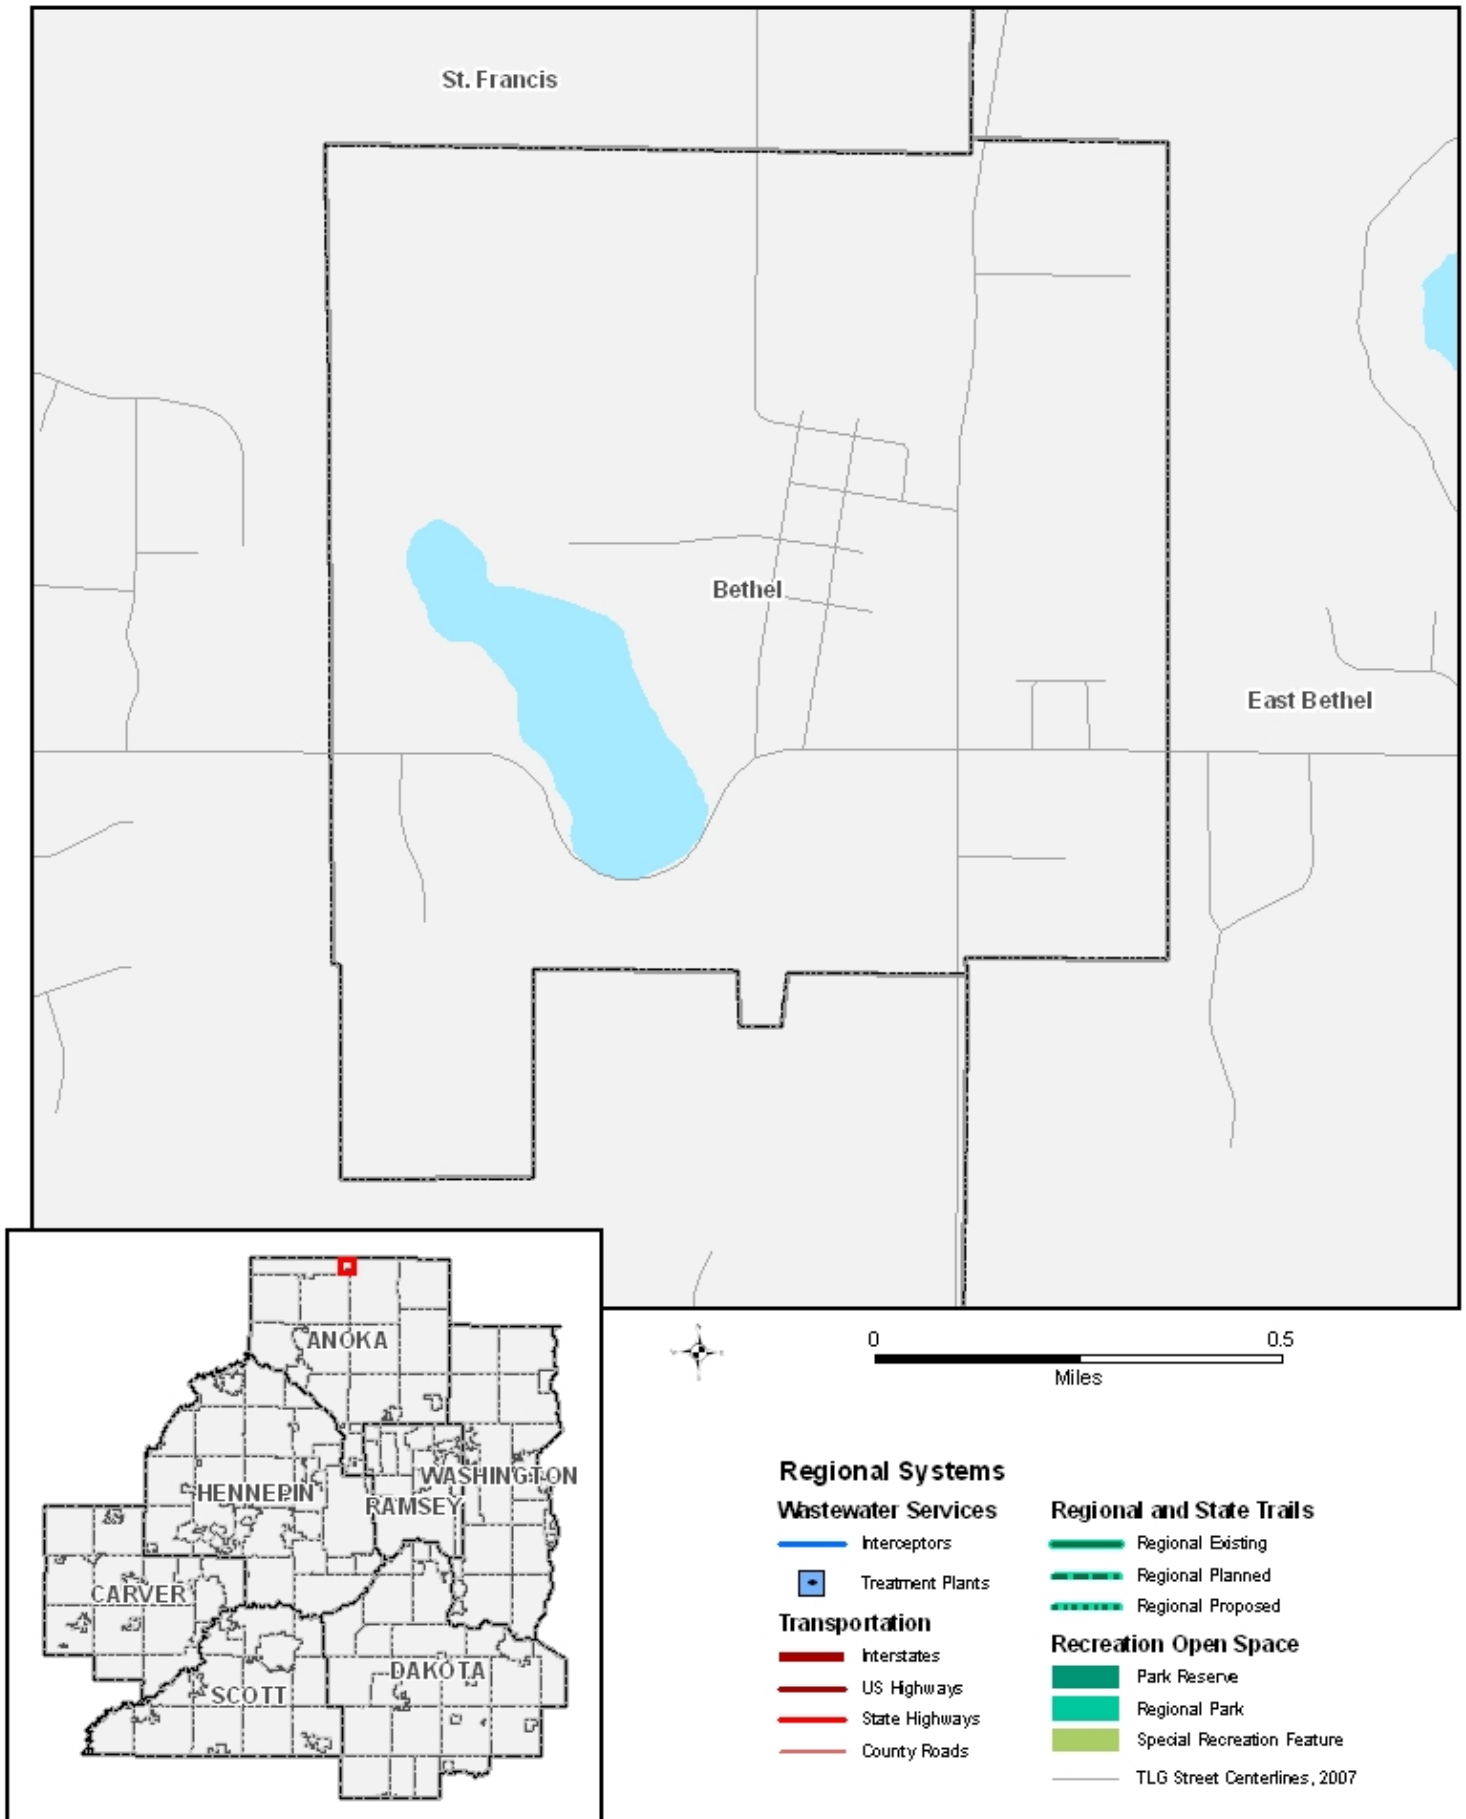 St. Francis
Bethel
East Bethel
ANOKA
WASHINGTON
HENNEPIN
RAMSEY
CARVER
DAKOTA
SCOTT
0 0.5
Miles
Regional Systems
Wastewater Services
Interceptors
Treatment Plants
Transportation
Interstates
US Highways
State Highways
County Roads
Regional and State Trails
Regional Existing
Regional Planned
Regional Proposed
Recreation Open Space
Park Reserve
Regional Park
Special Recreation Feature
TLG Street Centerlines, 2007